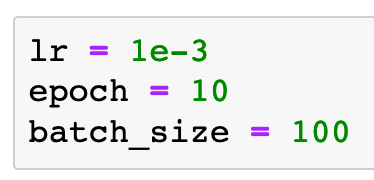 lr = 1e-3
epoch = 10
batch_size = 100